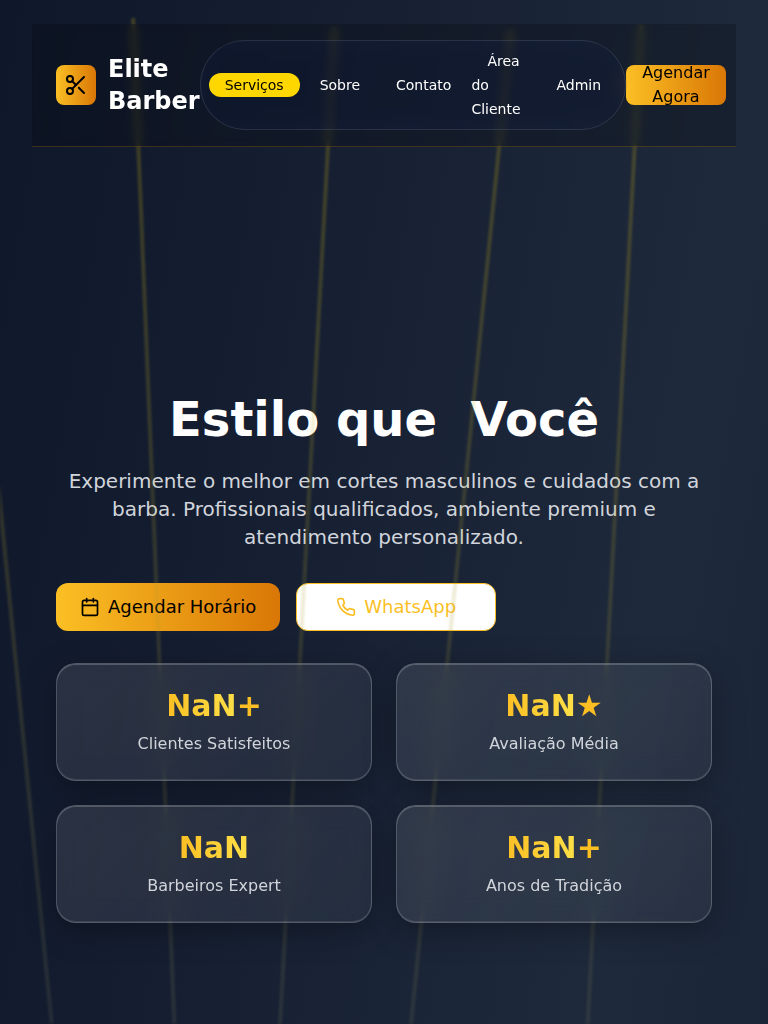 Elite
Barber
Serviços
Sobre
Contato
Área
do
Cliente
Admin
Agendar
Agora
Estilo que Você
Experimente o melhor em cortes masculinos e cuidados com a
barba. Profissionais qualificados, ambiente premium e
atendimento personalizado.
Agendar Horário
WhatsApp
NaN+
Clientes Satisfeitos
NaN★
Avaliação Média
NaN
Barbeiros Expert
NaN+
Anos de Tradição